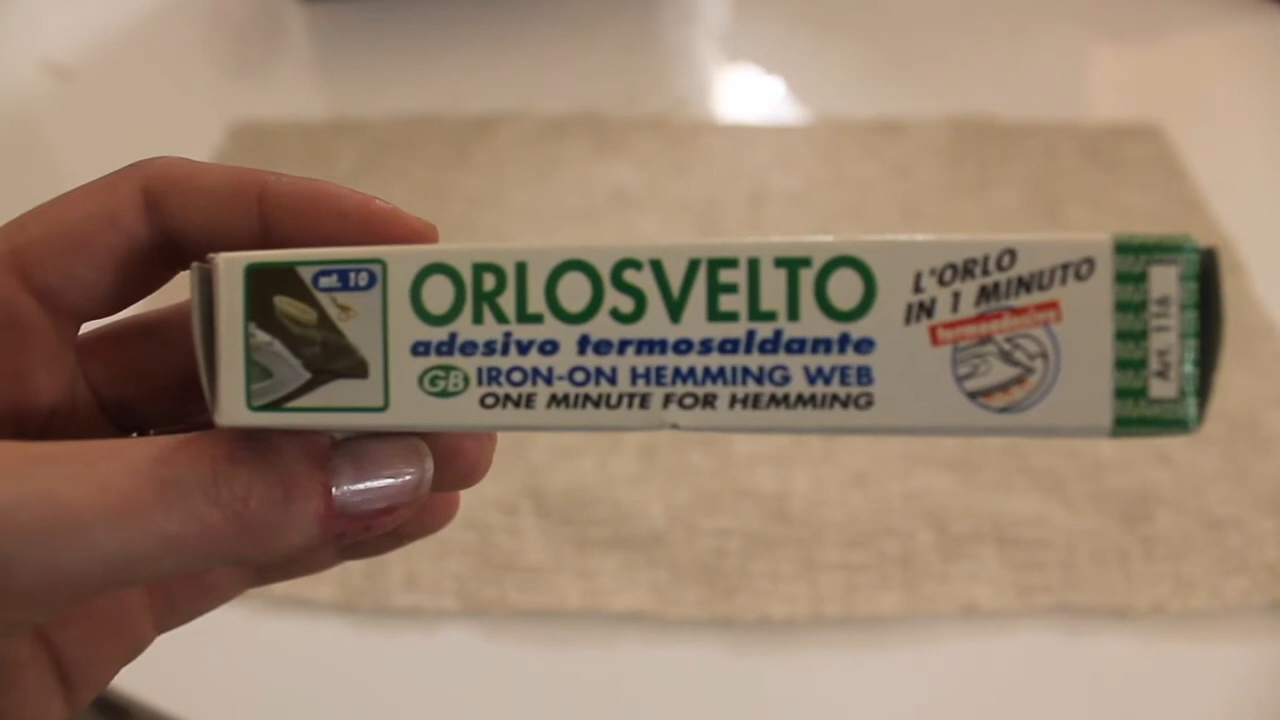 mt. 10
ORLOSVELTO
adesivo termosaldante
GB IRON-ON HEMMING WEB
ONE MINUTE FOR HEMMING
L'ORLO
IN 1 MINUTO
Art. 116